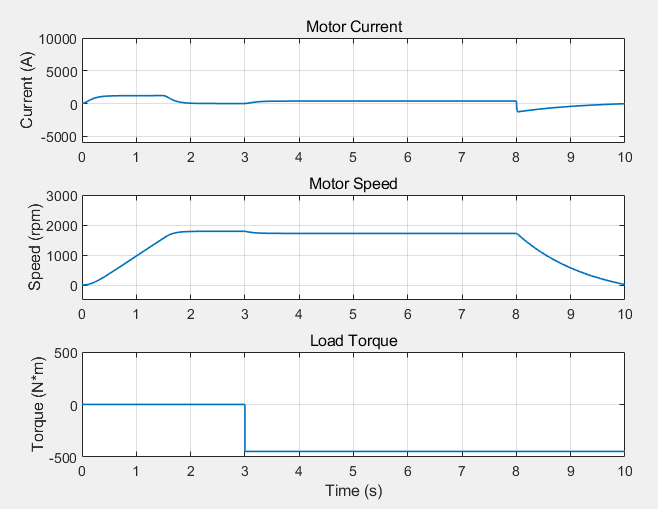 Motor Current
10000
5000
0
-5000
Current (A)
0 1 2 3 4 5 6 7 8 9 10
Motor Speed
3000
2000
1000
0
Speed (rpm)
0 1 2 3 4 5 6 7 8 9 10
Load Torque
500
0
-500
Torque (N*m)
0 1 2 3 4 5 6 7 8 9 10
Time (s)